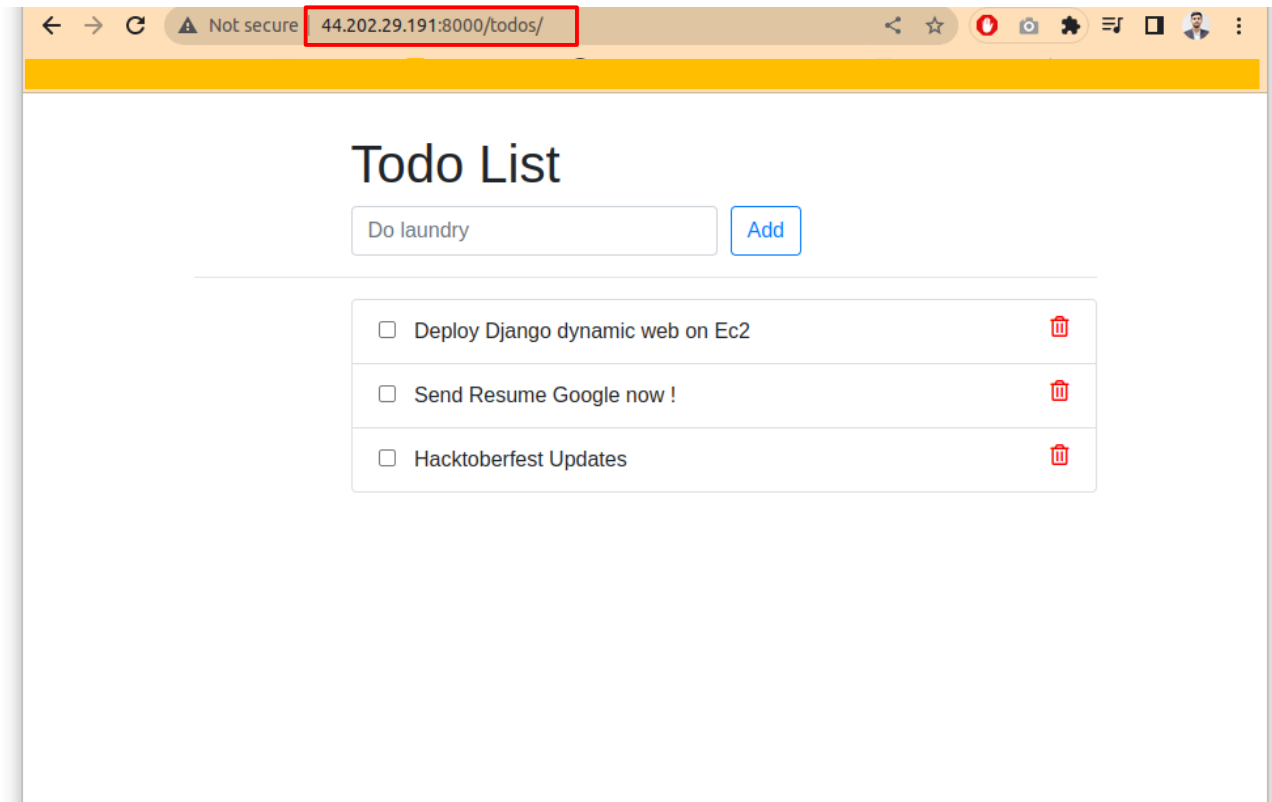 Not secure 44.202.29.191:8000/todos/
Todo List
Do laundry Add
Deploy Django dynamic web on Ec2
Send Resume Google now !
Hacktoberfest Updates